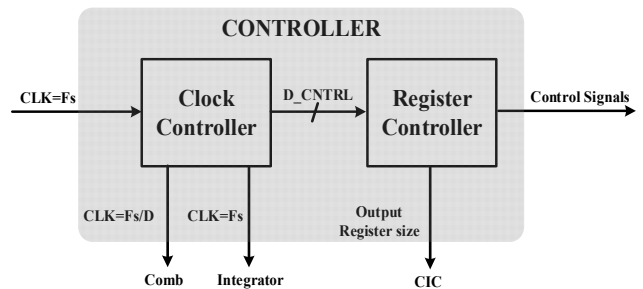 CONTROLLER
CLK=Fs
Clock
Controller
D_CNTRL
Register
Controller
Control Signals
CLK=Fs/D
CLK=Fs
Output
Register size
Comb
Integrator
CIC